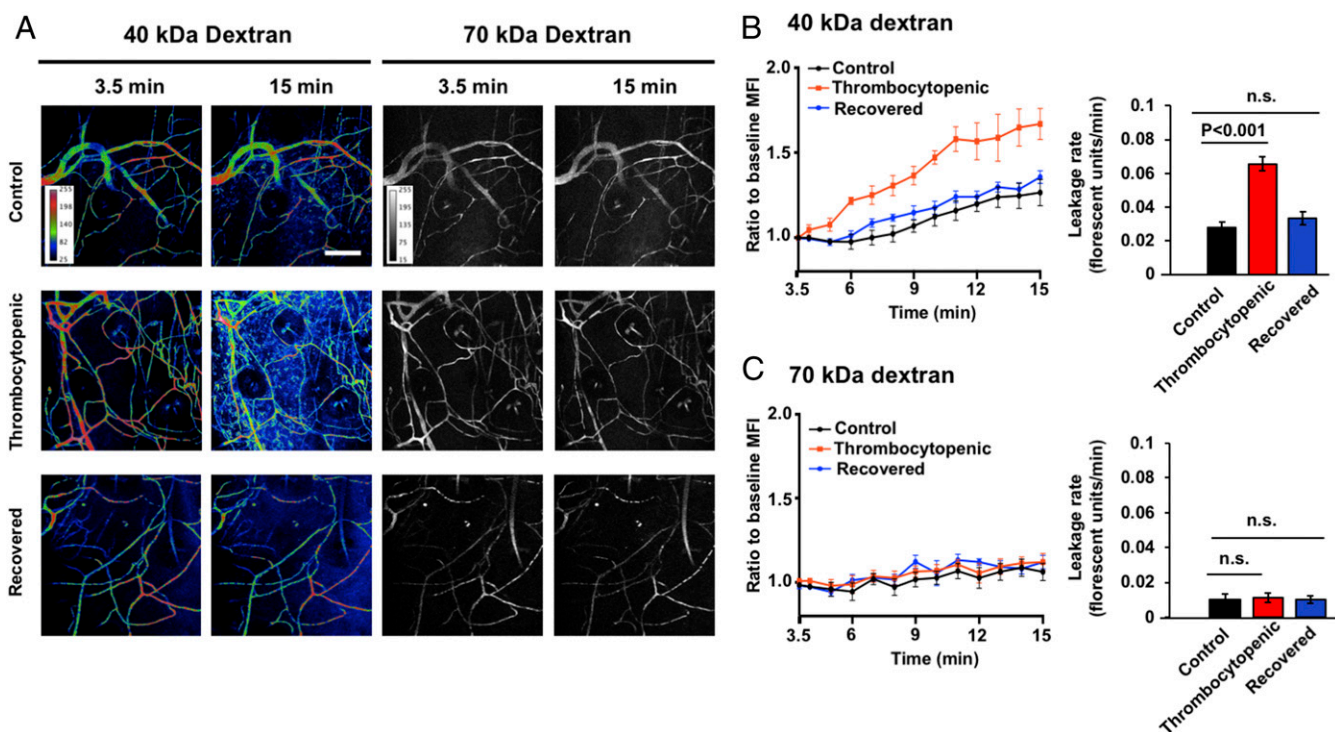 A
40 kDa Dextran
70 kDa Dextran
3.5 min
15 min
3.5 min
15 min
Control
255
198
140
82
25
255
195
135
75
15
Thrombocytopenic
Recovered
B
40 kDa dextran
Ratio to baseline MFI
2.0
1.5
1.0
Control
Thrombocytopenic
Recovered
3.5
6
9
12
15
Time (min)
Leakage rate
(florescent units/min)
0.1
0.08
0.06
0.04
0.02
0
n.s.
P<0.001
Control
Thrombocytopenic
Recovered
C
70 kDa dextran
Ratio to baseline MFI
2.0
1.5
1.0
Control
Thrombocytopenic
Recovered
3.5
6
9
12
15
Time (min)
Leakage rate
(florescent units/min)
0.1
0.08
0.06
0.04
0.02
0
n.s.
n.s.
Control
Thrombocytopenic
Recovered